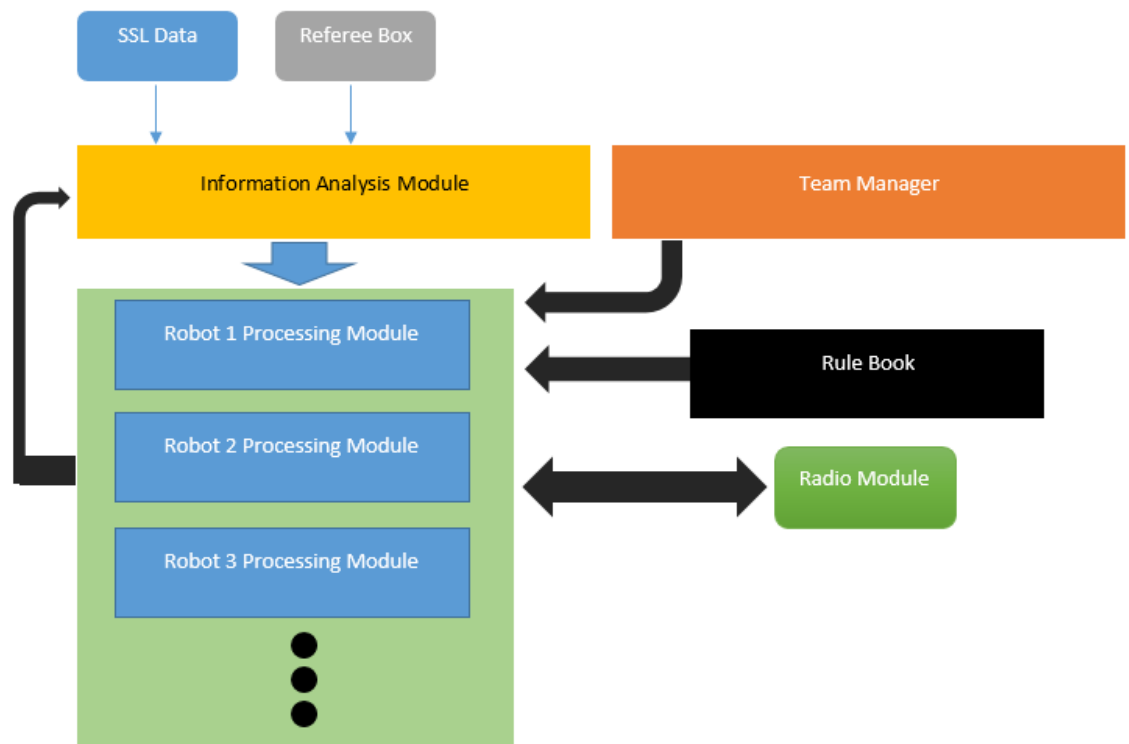 SSL Data
Referee Box
Information Analysis Module
Team Manager
Robot 1 Processing Module
Rule Book
Robot 2 Processing Module
Radio Module
Robot 3 Processing Module